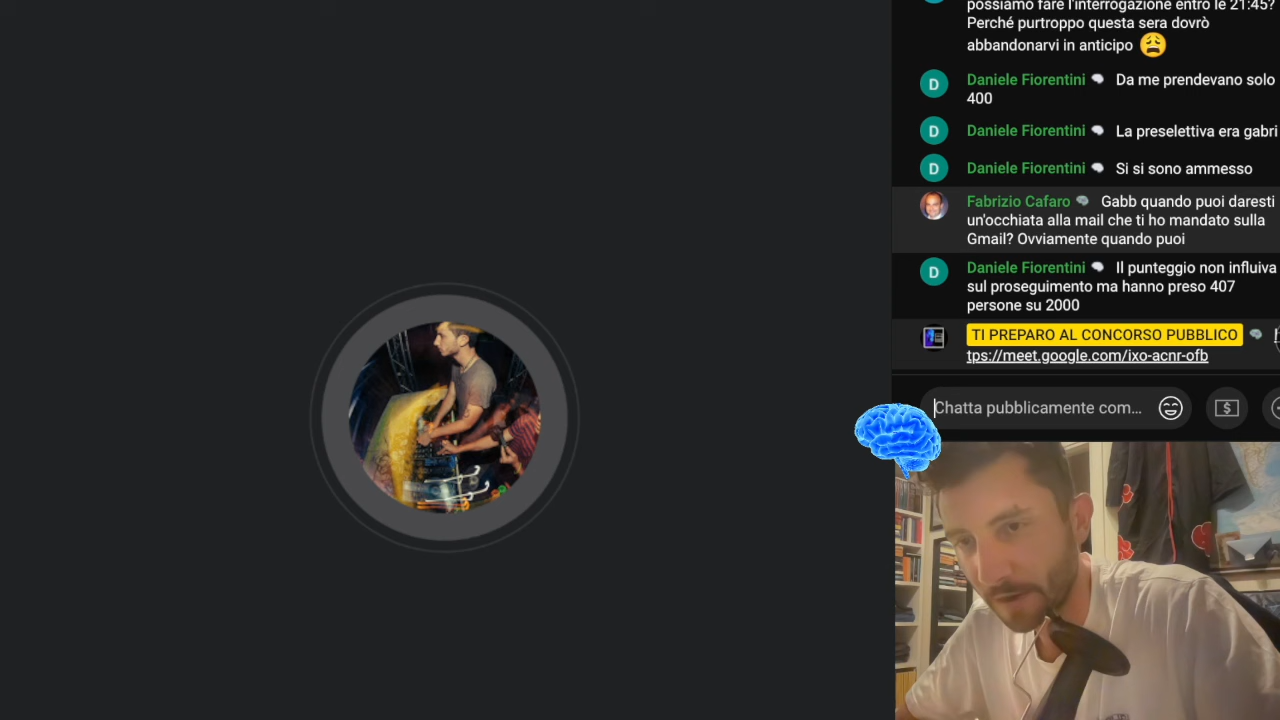 possiamo fare l'interrogazione entro le 21:45?
Perché purtroppo questa sera dovrò
abbandonarvi in anticipo
D Daniele Fiorentini Da me prendevano solo
400
D Daniele Fiorentini La preselettiva era gabri
D Daniele Fiorentini Si si sono ammesso
Fabrizio Cafaro Gabb quando puoi daresti
un'occhiata alla mail che ti ho mandato sulla
Gmail? Ovviamente quando puoi
D Daniele Fiorentini Il punteggio non influiva
sul proseguimento ma hanno preso 407
persone su 2000
TI PREPARO AL CONCORSO PUBBLICO
tps://meet.google.com/ixo-acnr-ofb
Chatta pubblicamente com...
$